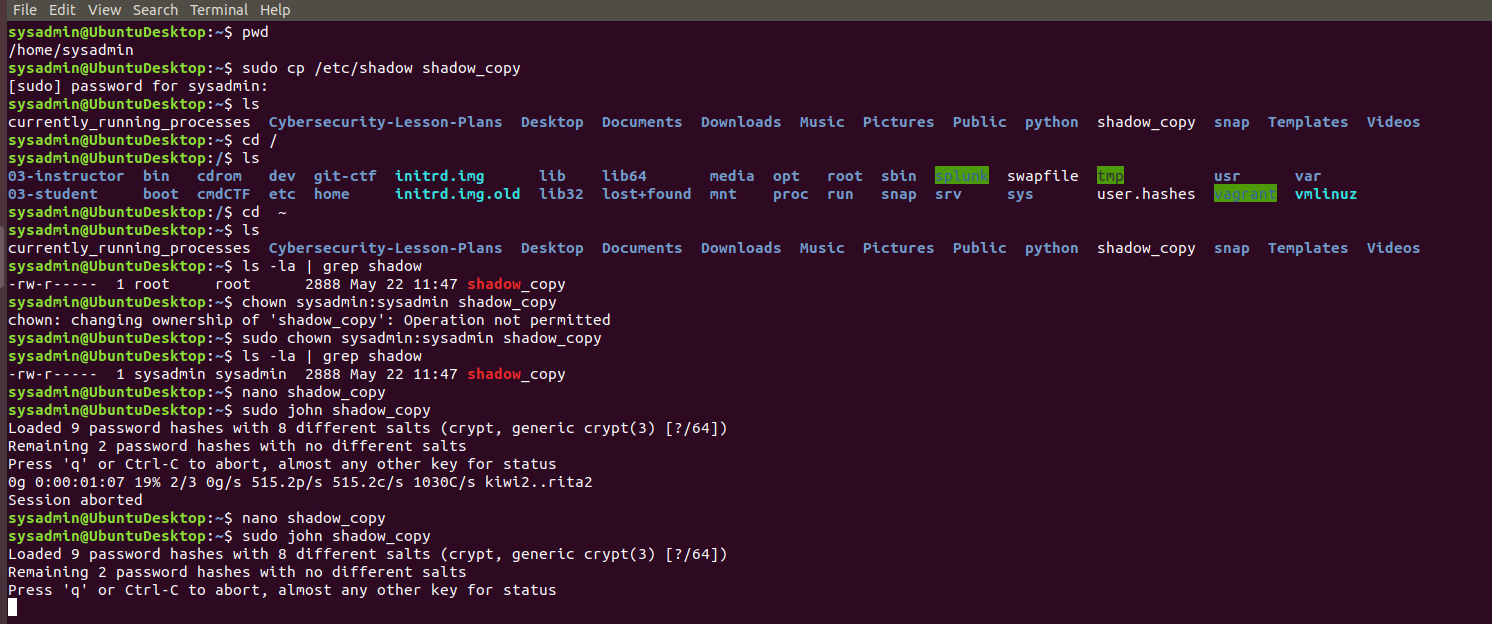 File Edit View Search Terminal Help
sysadmin@UbuntuDesktop:~$ pwd
/home/sysadmin
sysadmin@UbuntuDesktop:~$ sudo cp /etc/shadow shadow_copy
[sudo] password for sysadmin:
sysadmin@UbuntuDesktop:~$ ls
currently_running_processes  Cybersecurity-Lesson-Plans  Desktop  Documents  Downloads  Music  Pictures  Public  python  shadow_copy  snap  Templates  Videos
sysadmin@UbuntuDesktop:~$ cd /
sysadmin@UbuntuDesktop:/$ ls
03-instructor  bin   cdrom   dev  git-ctf  initrd.img      lib    lib64       media  opt   root  sbin  splunk  swapfile  tmp          usr      var
03-student     boot  cmdCTF  etc  home     initrd.img.old  lib32  lost+found  mnt    proc  run   snap  srv     sys       user.hashes  vagrant  vmlinuz
sysadmin@UbuntuDesktop:/$ cd  ~
sysadmin@UbuntuDesktop:~$ ls
currently_running_processes  Cybersecurity-Lesson-Plans  Desktop  Documents  Downloads  Music  Pictures  Public  python  shadow_copy  snap  Templates  Videos
sysadmin@UbuntuDesktop:~$ ls -la | grep shadow
-rw-r-----  1 root     root      2888 May 22 11:47 shadow_copy
sysadmin@UbuntuDesktop:~$ chown sysadmin:sysadmin shadow_copy
chown: changing ownership of 'shadow_copy': Operation not permitted
sysadmin@UbuntuDesktop:~$ sudo chown sysadmin:sysadmin shadow_copy
sysadmin@UbuntuDesktop:~$ ls -la | grep shadow
-rw-r-----  1 sysadmin sysadmin  2888 May 22 11:47 shadow_copy
sysadmin@UbuntuDesktop:~$ nano shadow_copy
sysadmin@UbuntuDesktop:~$ sudo john shadow_copy
Loaded 9 password hashes with 8 different salts (crypt, generic crypt(3) [?/64])
Remaining 2 password hashes with no different salts
Press 'q' or Ctrl-C to abort, almost any other key for status
0g 0:00:01:07 19% 2/3 0g/s 515.2p/s 515.2c/s 1030C/s kiwi2..rita2
Session aborted
sysadmin@UbuntuDesktop:~$ nano shadow_copy
sysadmin@UbuntuDesktop:~$ sudo john shadow_copy
Loaded 9 password hashes with 8 different salts (crypt, generic crypt(3) [?/64])
Remaining 2 password hashes with no different salts
Press 'q' or Ctrl-C to abort, almost any other key for status